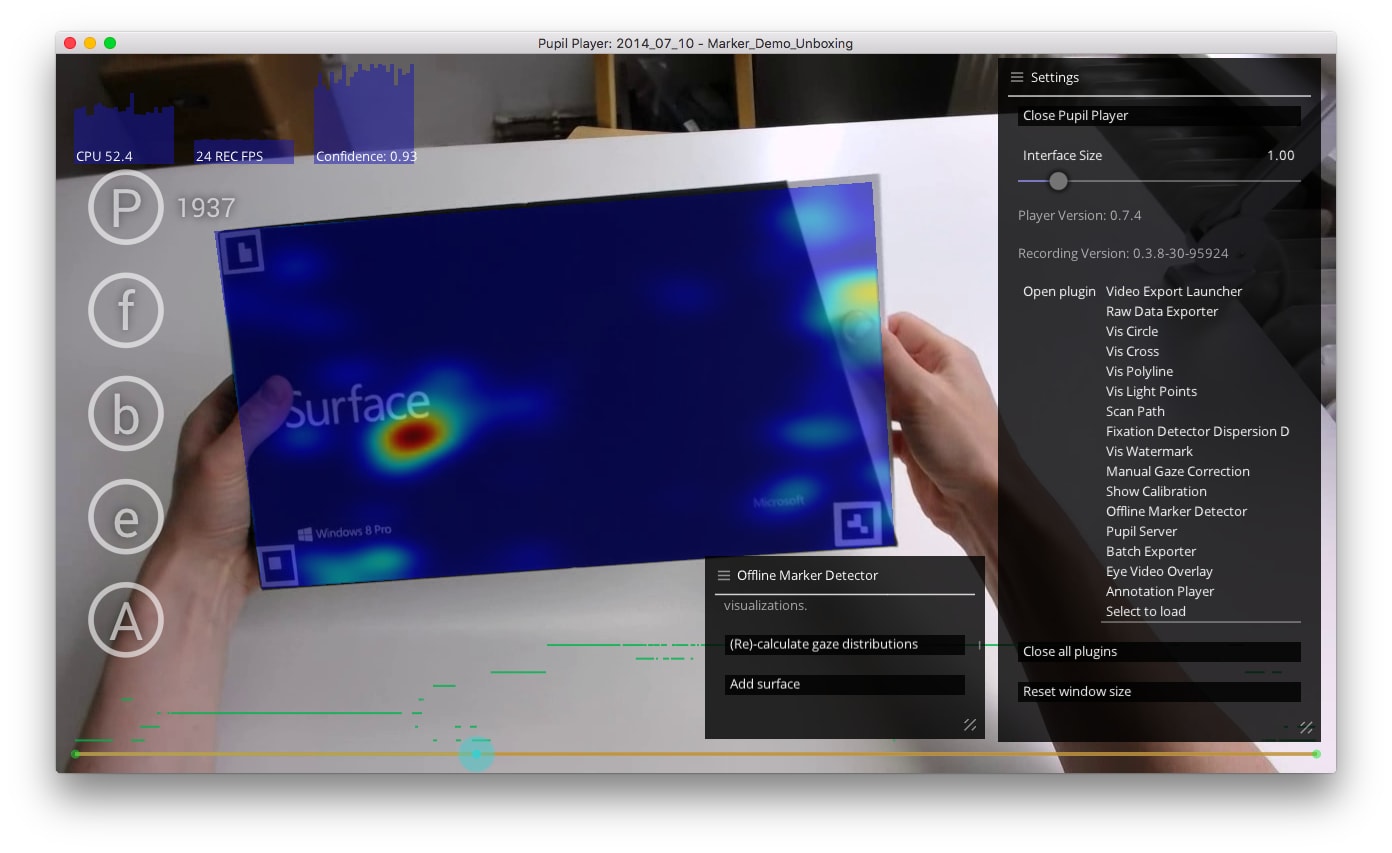 Pupil Player: 2014_07_10 - Marker_Demo_Unboxing
CPU 52.4
24 REC FPS
Confidence: 0.93
P
1937
f
b
e
A
Surface
Microsoft
Windows 8 Pro
Offline Marker Detector
visualizations.
(Re)-calculate gaze distributions
Add surface
Settings
Close Pupil Player
Interface Size 1.00
Player Version: 0.7.4
Recording Version: 0.3.8-30-95924
Open plugin Video Export Launcher
Raw Data Exporter
Vis Circle
Vis Cross
Vis Polyline
Vis Light Points
Scan Path
Fixation Detector Dispersion D
Vis Watermark
Manual Gaze Correction
Show Calibration
Offline Marker Detector
Pupil Server
Batch Exporter
Eye Video Overlay
Annotation Player
Select to load
Close all plugins
Reset window size